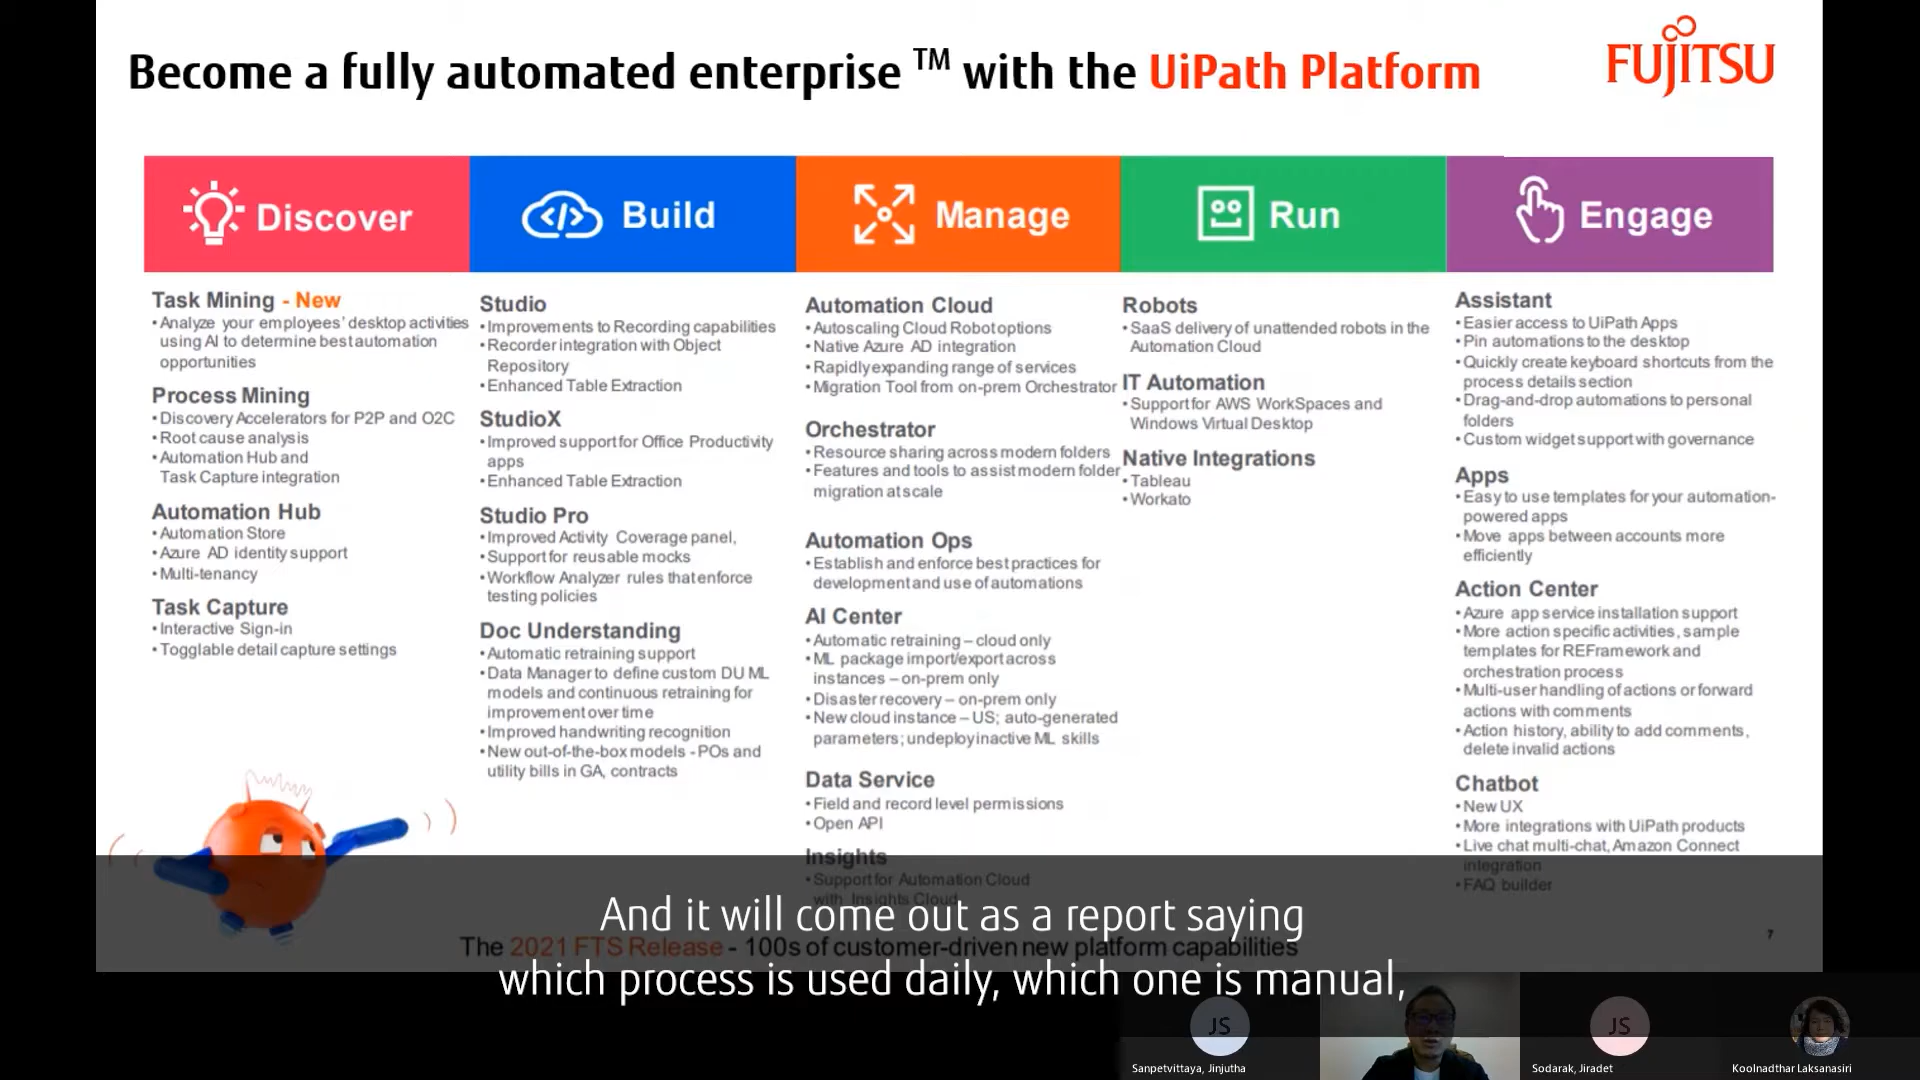 Become a fully automated enterprise TM with the UiPath Platform
FUJITSU
Discover
Build
Manage
Run
Engage
Task Mining - New
• Analyze your employees’ desktop activities
using AI to determine best automation
opportunities
Process Mining
• Discovery Accelerators for P2P and O2C
• Root cause analysis
• Automation Hub and
Task Capture integration
Automation Hub
• Automation Store
• Azure AD identity support
• Multi-tenancy
Task Capture
• Interactive Sign-in
• Togglable detail capture settings
Studio
• Improvements to Recording capabilities
• Recorder integration with Object
Repository
• Enhanced Table Extraction
StudioX
• Improved support for Office Productivity
apps
• Enhanced Table Extraction
Studio Pro
• Improved Activity Coverage panel,
• Support for reusable mocks
• Workflow Analyzer rules that enforce
testing policies
Doc Understanding
• Automatic retraining support
• Data Manager to define custom DU ML
models and continuous retraining for
improvement over time
• Improved handwriting recognition
• New out-of-the-box models - POs and
utility bills in GA, contracts
Automation Cloud
• Autoscaling Cloud Robot options
• Native Azure AD integration
• Rapidly expanding range of services
• Migration Tool from on-prem Orchestrator
Orchestrator
• Resource sharing across modern folders
• Features and tools to assist modern folder
migration at scale
Automation Ops
• Establish and enforce best practices for
development and use of automations
AI Center
• Automatic retraining – cloud only
• ML package import/export across
instances – on-prem only
• Disaster recovery – on-prem only
• New cloud instance – US; auto-generated
parameters; undeploy inactive ML skills
Data Service
• Field and record level permissions
• Open API
Insights
• Support for Automation Cloud
with Insights Cloud
Robots
• SaaS delivery of unattended robots in the
Automation Cloud
IT Automation
• Support for AWS WorkSpaces and
Windows Virtual Desktop
Native Integrations
• Tableau
• Workato
Assistant
• Easier access to UiPath Apps
• Pin automations to the desktop
• Quickly create keyboard shortcuts from the
process details section
• Drag-and-drop automations to personal
folders
• Custom widget support with governance
Apps
• Easy to use templates for your automation-
powered apps
• Move apps between accounts more
efficiently
Action Center
• Azure app service installation support
• More action specific activities, sample
templates for REFramework and
orchestration process
• Multi-user handling of actions or forward
actions with comments
• Action history, ability to add comments,
delete invalid actions
Chatbot
• New UX
• More integrations with UiPath products
• Live chat multi-chat, Amazon Connect
integration
• FAQ builder
The 2021 FTS Release - 100s of customer-driven new platform capabilities
7
And it will come out as a report saying
which process is used daily, which one is manual,
JS
JS
Sanpetvittaya, Jinjutha
Sodarak, Jiradet
Koolnadthar Laksanasiri